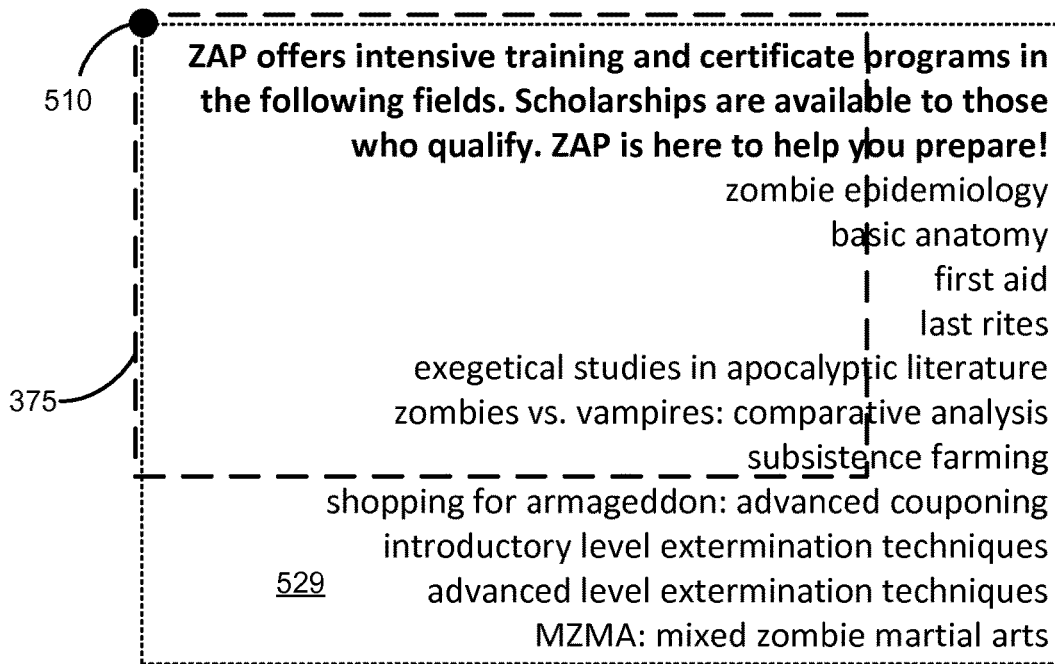 ZAP offers intensive training and certificate programs in
510
the following fields. Scholarships are available to those
who qualify. ZAP is here to help you prepare!
zombie epidemiology
basic anatomy
first aid
last rites
exegetical studies in apocalyptic literature
375
zombies vs. vampires: comparative analysis
subsistence farming
shopping for armageddon: advanced couponing
introductory level extermination techniques
529
advanced level extermination techniques
MZMA: mixed zombie martial arts